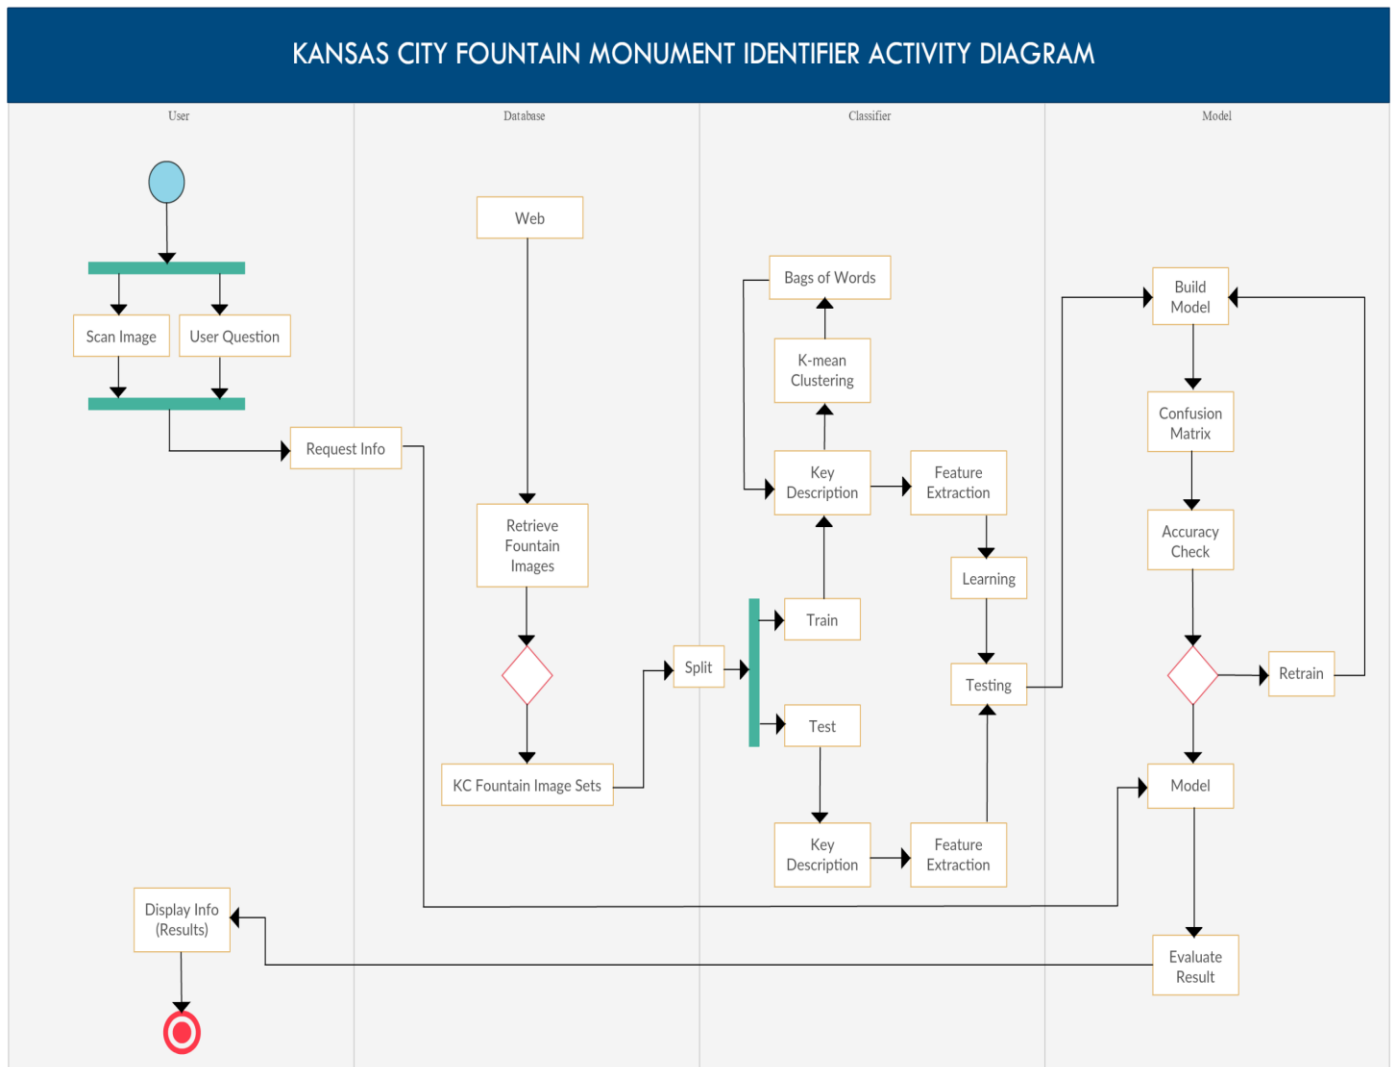 KANSAS CITY FOUNTAIN MONUMENT IDENTIFIER ACTIVITY DIAGRAM
User
Database
Classifier
Model
Scan Image
User Question
Request Info
Display Info
(Results)
Web
Retrieve
Fountain
Images
KC Fountain Image Sets
Split
Bags of Words
K-mean
Clustering
Key
Description
Feature
Extraction
Learning
Train
Testing
Test
Key
Description
Feature
Extraction
Build
Model
Confusion
Matrix
Accuracy
Check
Retrain
Model
Evaluate
Result